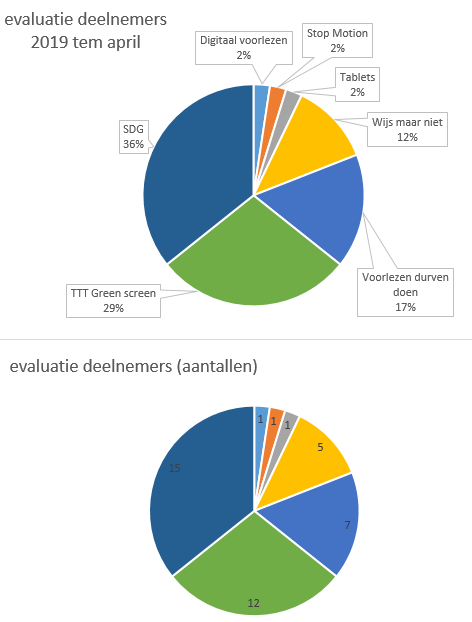 evaluatie deelnemers
2019 tem april
Digitaal voorlezen
2%
Stop Motion
2%
Tablets
2%
Wijs maar niet
12%
SDG
36%
Voorlezen durven
doen
17%
TTT Green screen
29%
evaluatie deelnemers (aantallen)
1
1
1
5
15
7
12